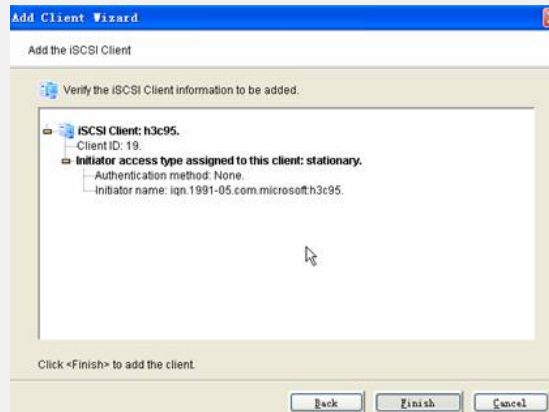 Add Client Wizard
Add the iSCSI Client
Verify the iSCSI Client information to be added.
iSCSI Client: h3c95.
Client ID: 19.
Initiator access type assigned to this client: stationary.
Authentication method: None.
Initiator name: iqn.1991-05.com.microsoft:h3c95.
Click <Finish> to add the client.
Back
Finish
Cancel